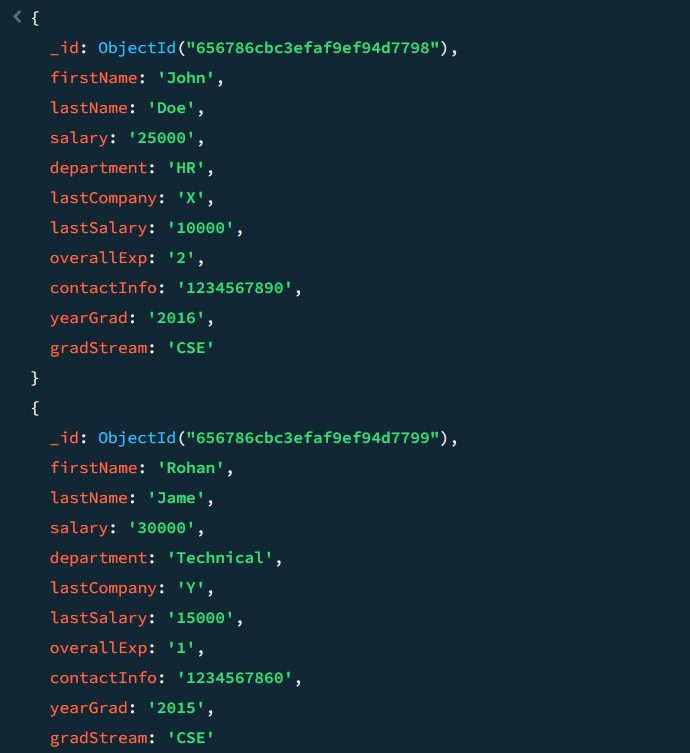 {
_id: ObjectId("656786cbc3efaf9ef94d7798"),
firstName: 'John',
lastName: 'Doe',
salary: '25000',
department: 'HR',
lastCompany: 'X',
lastSalary: '10000',
overallExp: '2',
contactInfo: '1234567890',
yearGrad: '2016',
gradStream: 'CSE'
}
{
_id: ObjectId("656786cbc3efaf9ef94d7799"),
firstName: 'Rohan',
lastName: 'Jame',
salary: '30000',
department: 'Technical',
lastCompany: 'Y',
lastSalary: '15000',
overallExp: '1',
contactInfo: '1234567860',
yearGrad: '2015',
gradStream: 'CSE'